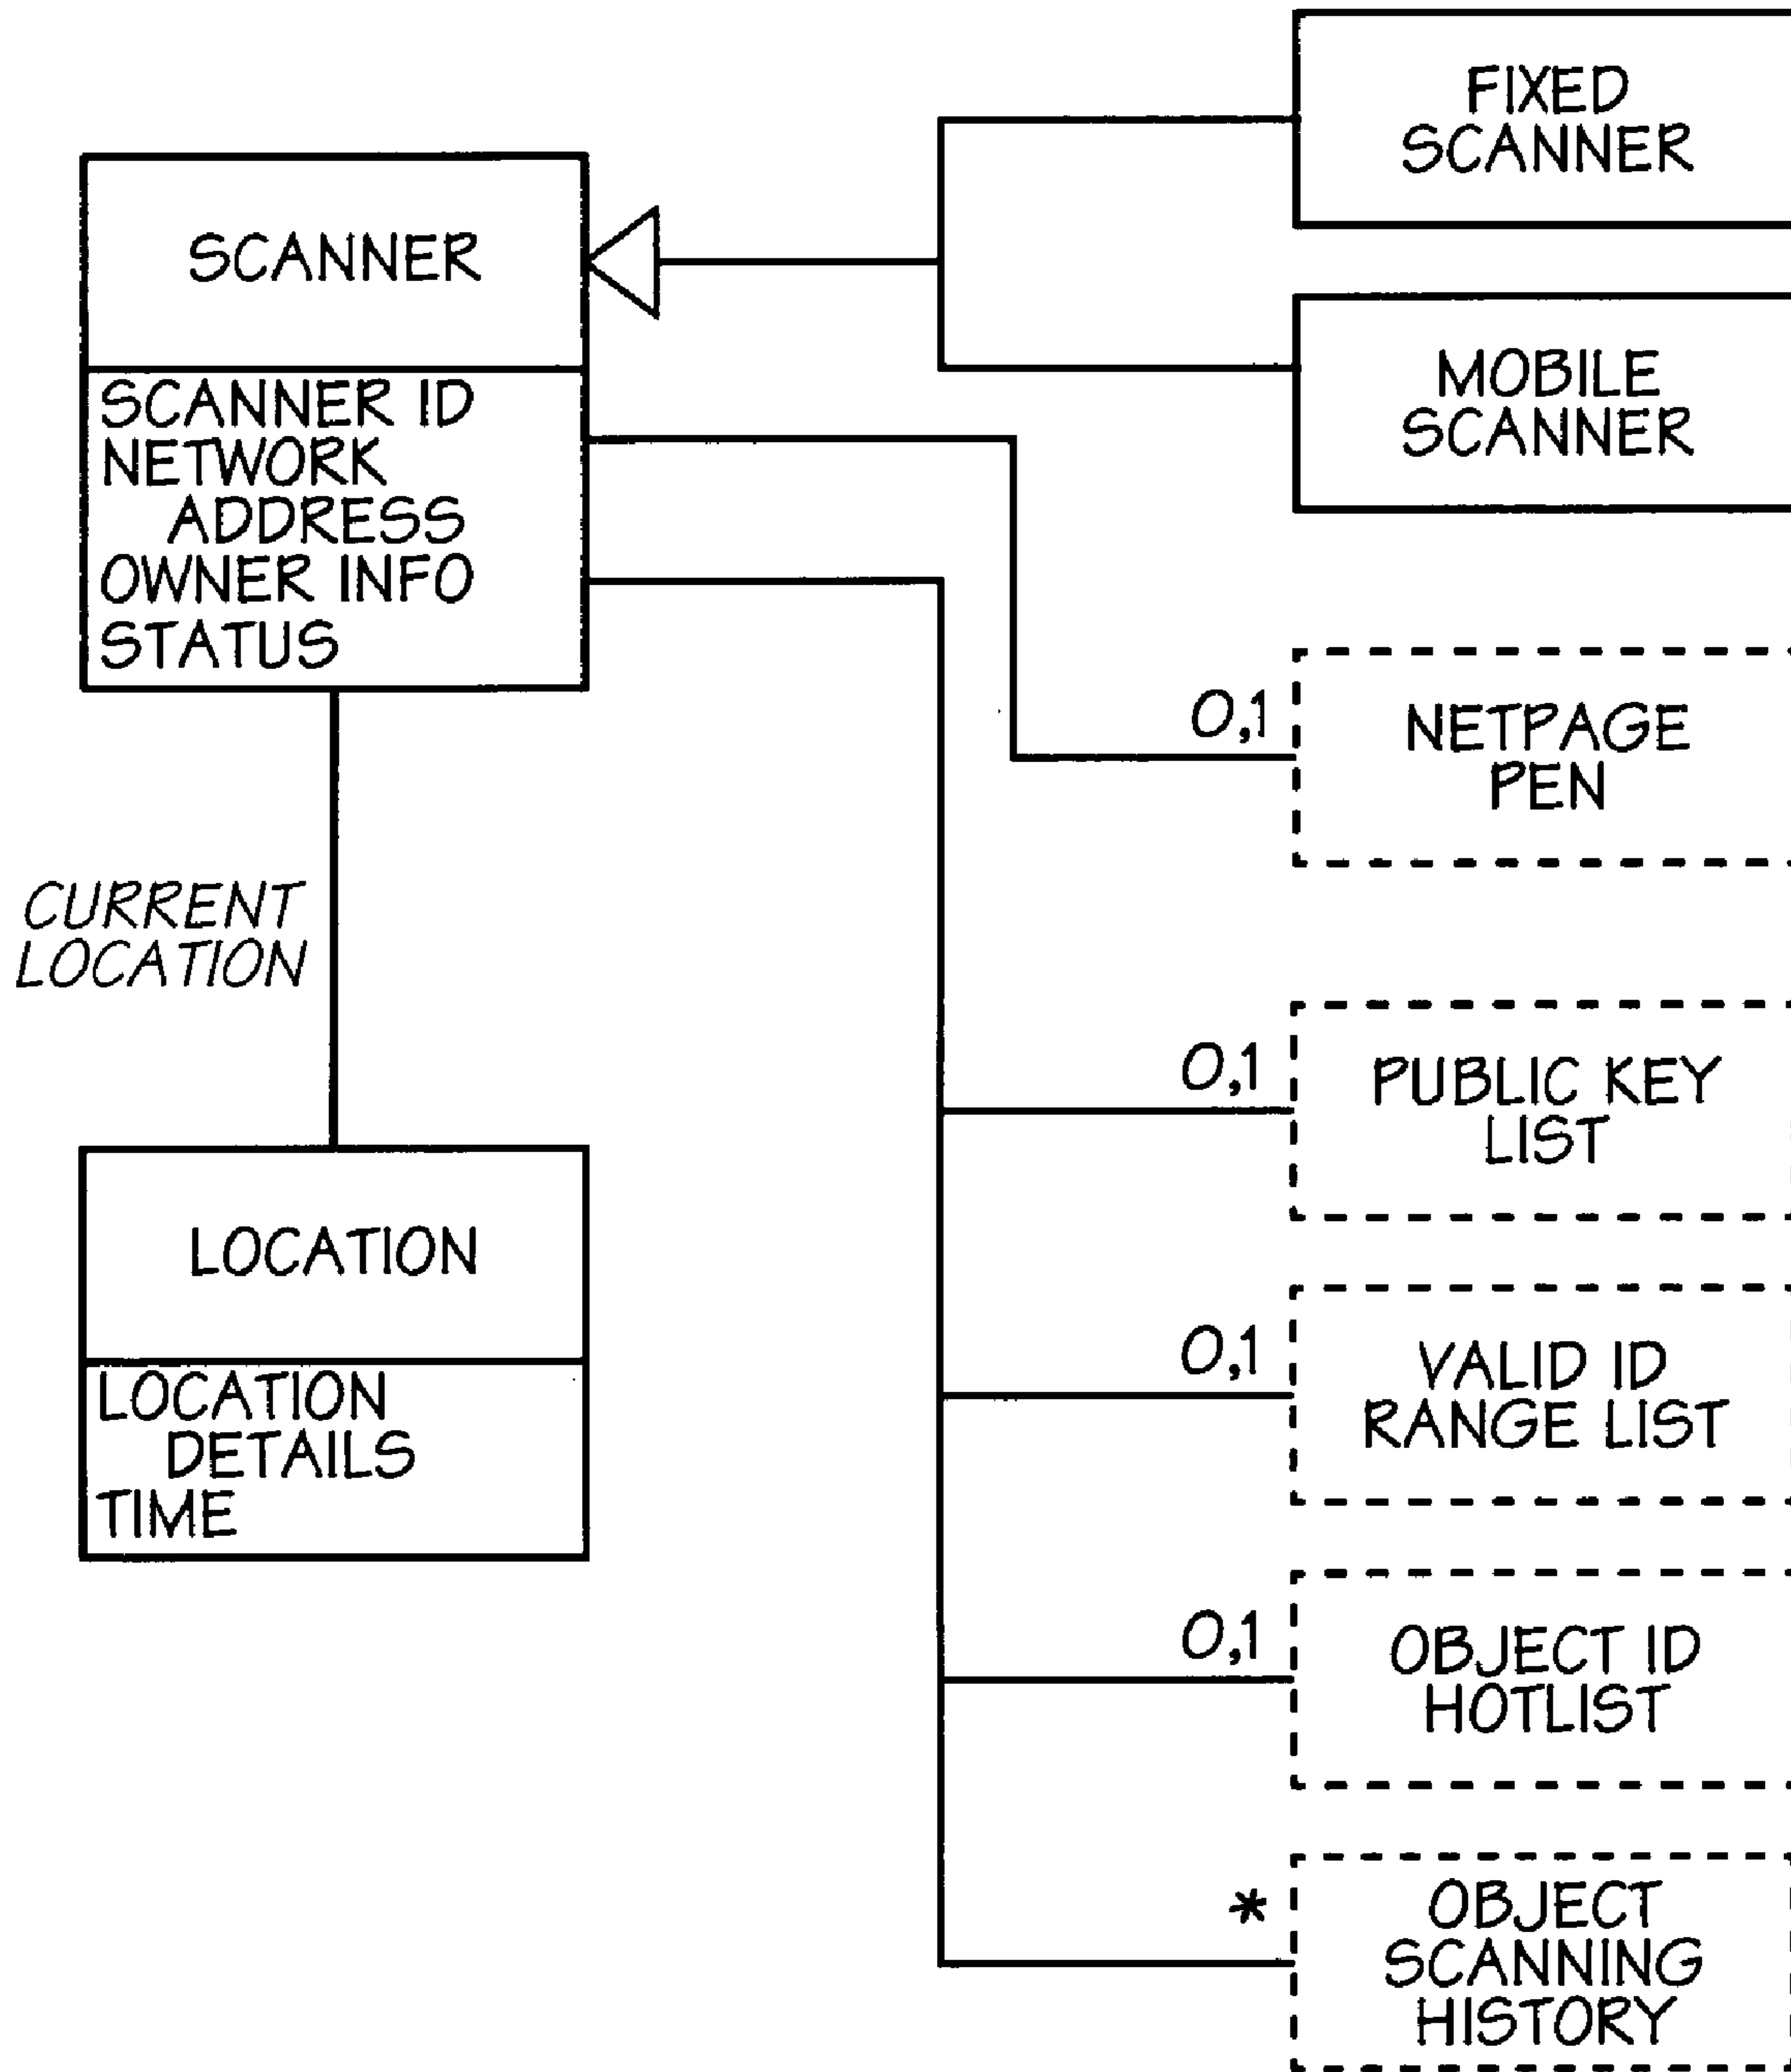 FIXED
SCANNER
SCANNER
SCANNER ID
NETWORK
ADDRESS
OWNER INFO
STATUS
MOBILE
SCANNER
0,1
NETPAGE
PEN
CURRENT
LOCATION
0,1
PUBLIC KEY
LIST
LOCATION
LOCATION
DETAILS
TIME
0,1
VALID ID
RANGE LIST
0,1
OBJECT ID
HOTLIST
*
OBJECT
SCANNING
HISTORY